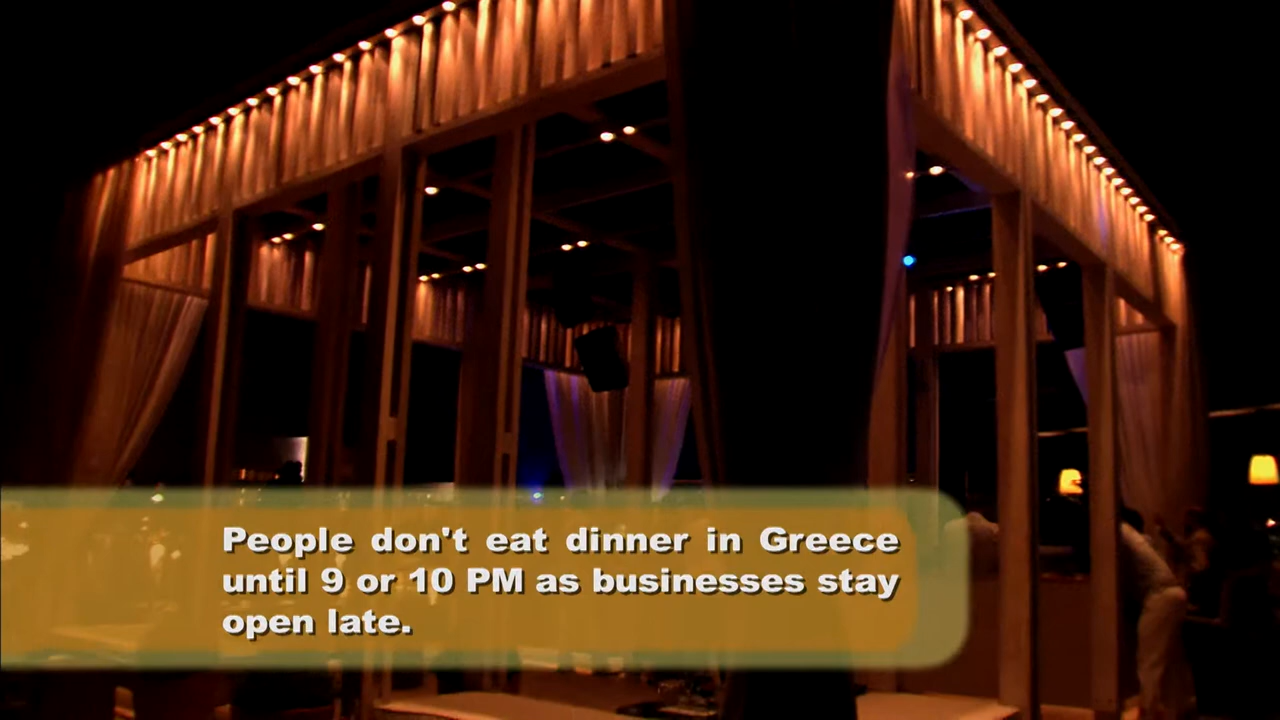 People don't eat dinner in Greece
until 9 or 10 PM as businesses stay
open late.